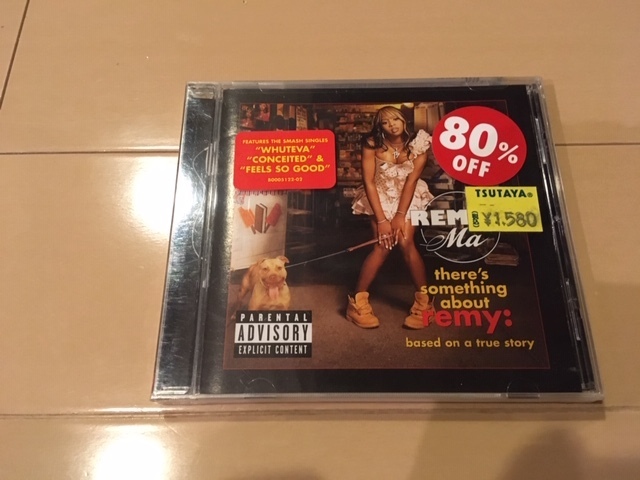 FEATURES THE SMASH SINGLES
"WHUTEVA"
"CONCEITED" &
"FEELS SO GOOD"
80%
OFF
TSUTAYA
¥1,580
REM
Ma
there's
something
about
remy:
based on a true story
PARENTAL
ADVISORY
EXPLICIT CONTENT